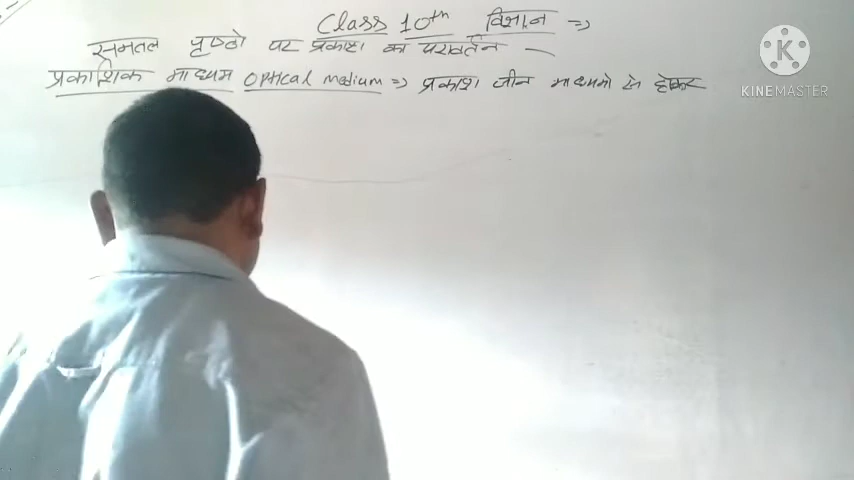 Class 10th विज्ञान ⇒
समतल पृष्ठो पर प्रकाश का परावर्तन –
प्रकाशिक माध्यम Optical medium ⇒ प्रकाश जीन माध्यमो से होकर
KINEMASTER